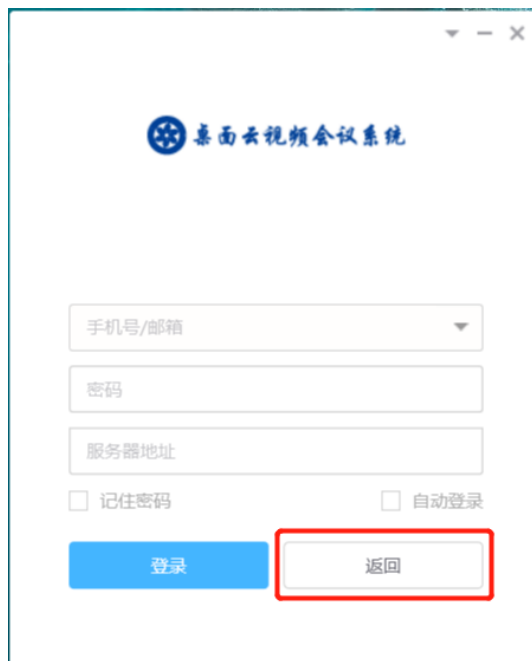 桌面云视频会议系统
手机号/邮箱
密码
服务器地址
记住密码 自动登录
登录 返回